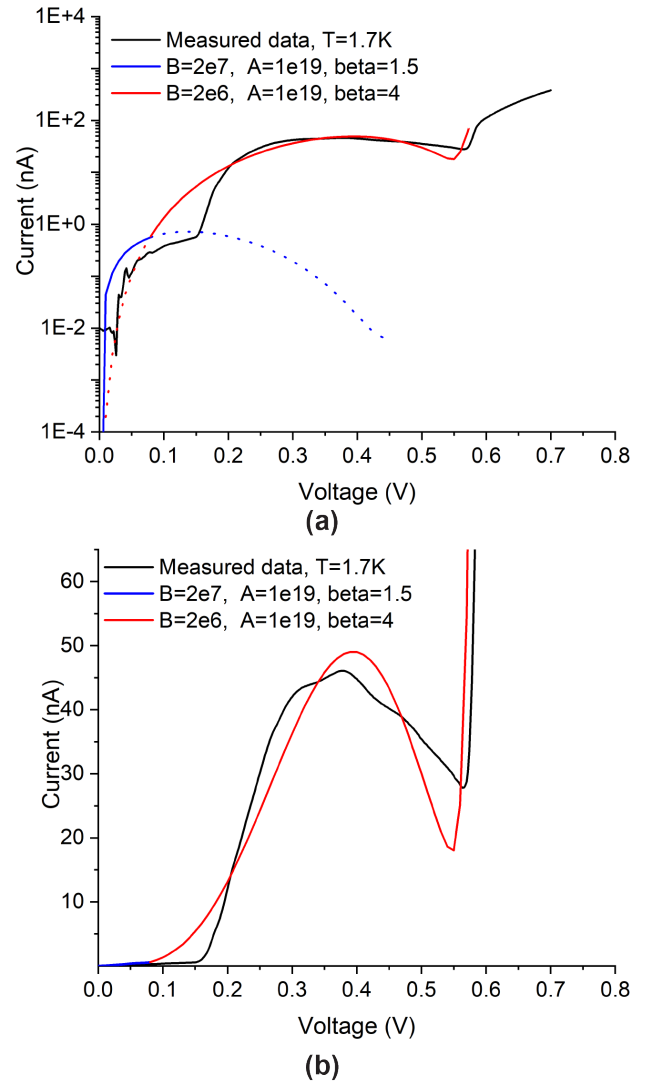 1E+4
1E+2
1E+0
1E-2
1E-4
Current (nA)
Measured data, T=1.7K
B=2e7, A=1e19, beta=1.5
B=2e6, A=1e19, beta=4
0.0 0.1 0.2 0.3 0.4 0.5 0.6 0.7 0.8
Voltage (V)
(a)
60
50
40
30
20
10
Current (nA)
Measured data, T=1.7K
B=2e7, A=1e19, beta=1.5
B=2e6, A=1e19, beta=4
0.0 0.1 0.2 0.3 0.4 0.5 0.6 0.7 0.8
Voltage (V)
(b)